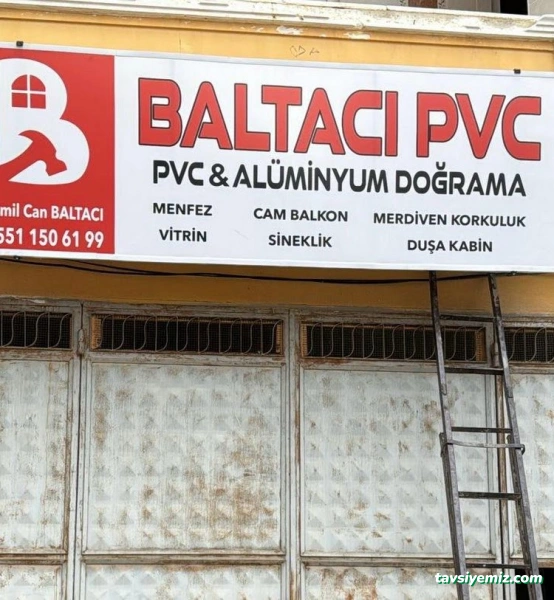 BALTACI PVC
PVC & ALÜMİNYUM DOĞRAMA
MENFEZ CAM BALKON MERDİVEN KORKULUK
VİTRİN SİNEKLİK DUŞA KABİN
mil Can BALTACI
551 150 61 99
tavsiyemiz.com